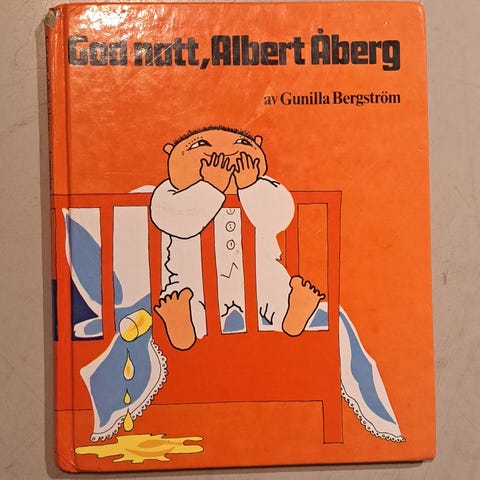 God natt, Albert Åberg
av Gunilla Bergström